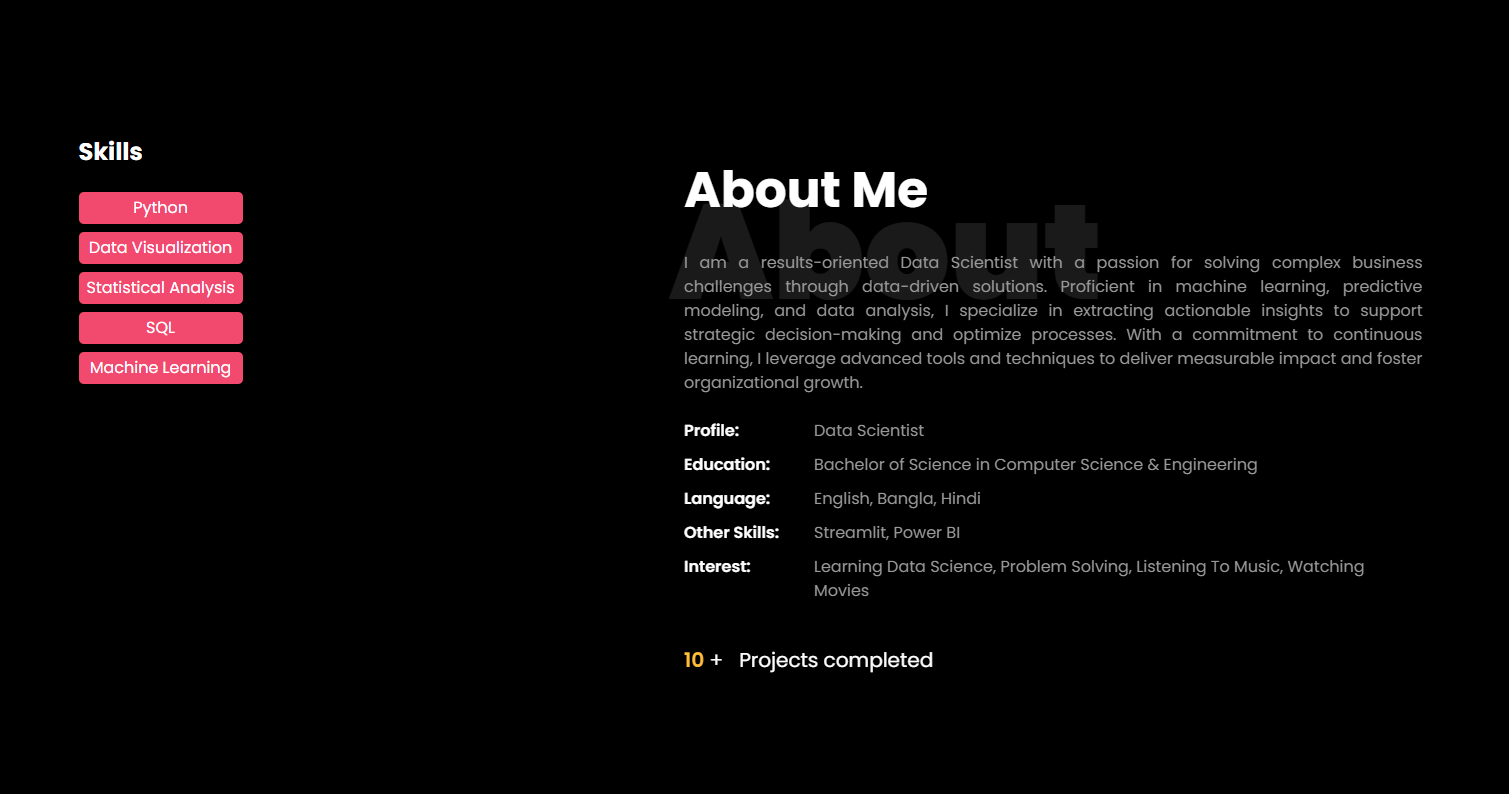 Skills
Python
Data Visualization
Statistical Analysis
SQL
Machine Learning
About Me
About
I am a results-oriented Data Scientist with a passion for solving complex business
challenges through data-driven solutions. Proficient in machine learning, predictive
modeling, and data analysis, I specialize in extracting actionable insights to support
strategic decision-making and optimize processes. With a commitment to continuous
learning, I leverage advanced tools and techniques to deliver measurable impact and foster
organizational growth.
Profile: Data Scientist
Education: Bachelor of Science in Computer Science & Engineering
Language: English, Bangla, Hindi
Other Skills: Streamlit, Power BI
Interest: Learning Data Science, Problem Solving, Listening To Music, Watching
Movies
10 + Projects completed